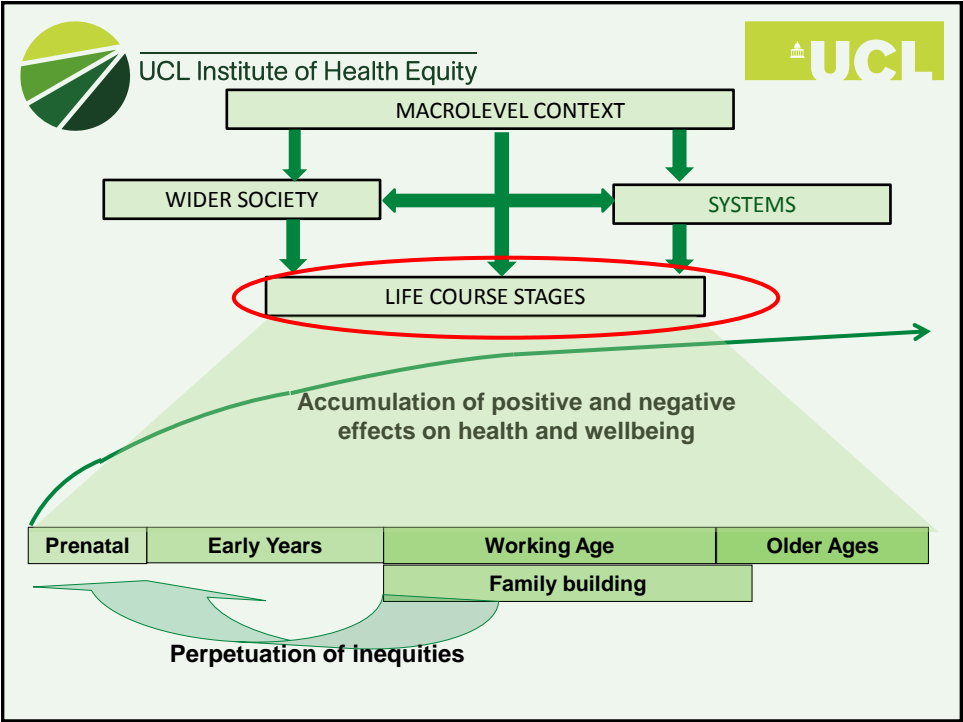 UCL Institute of Health Equity
UCL
MACROLEVEL CONTEXT
WIDER SOCIETY
SYSTEMS
LIFE COURSE STAGES
Accumulation of positive and negative
effects on health and wellbeing
Prenatal
Early Years
Working Age
Older Ages
Family building
Perpetuation of inequities